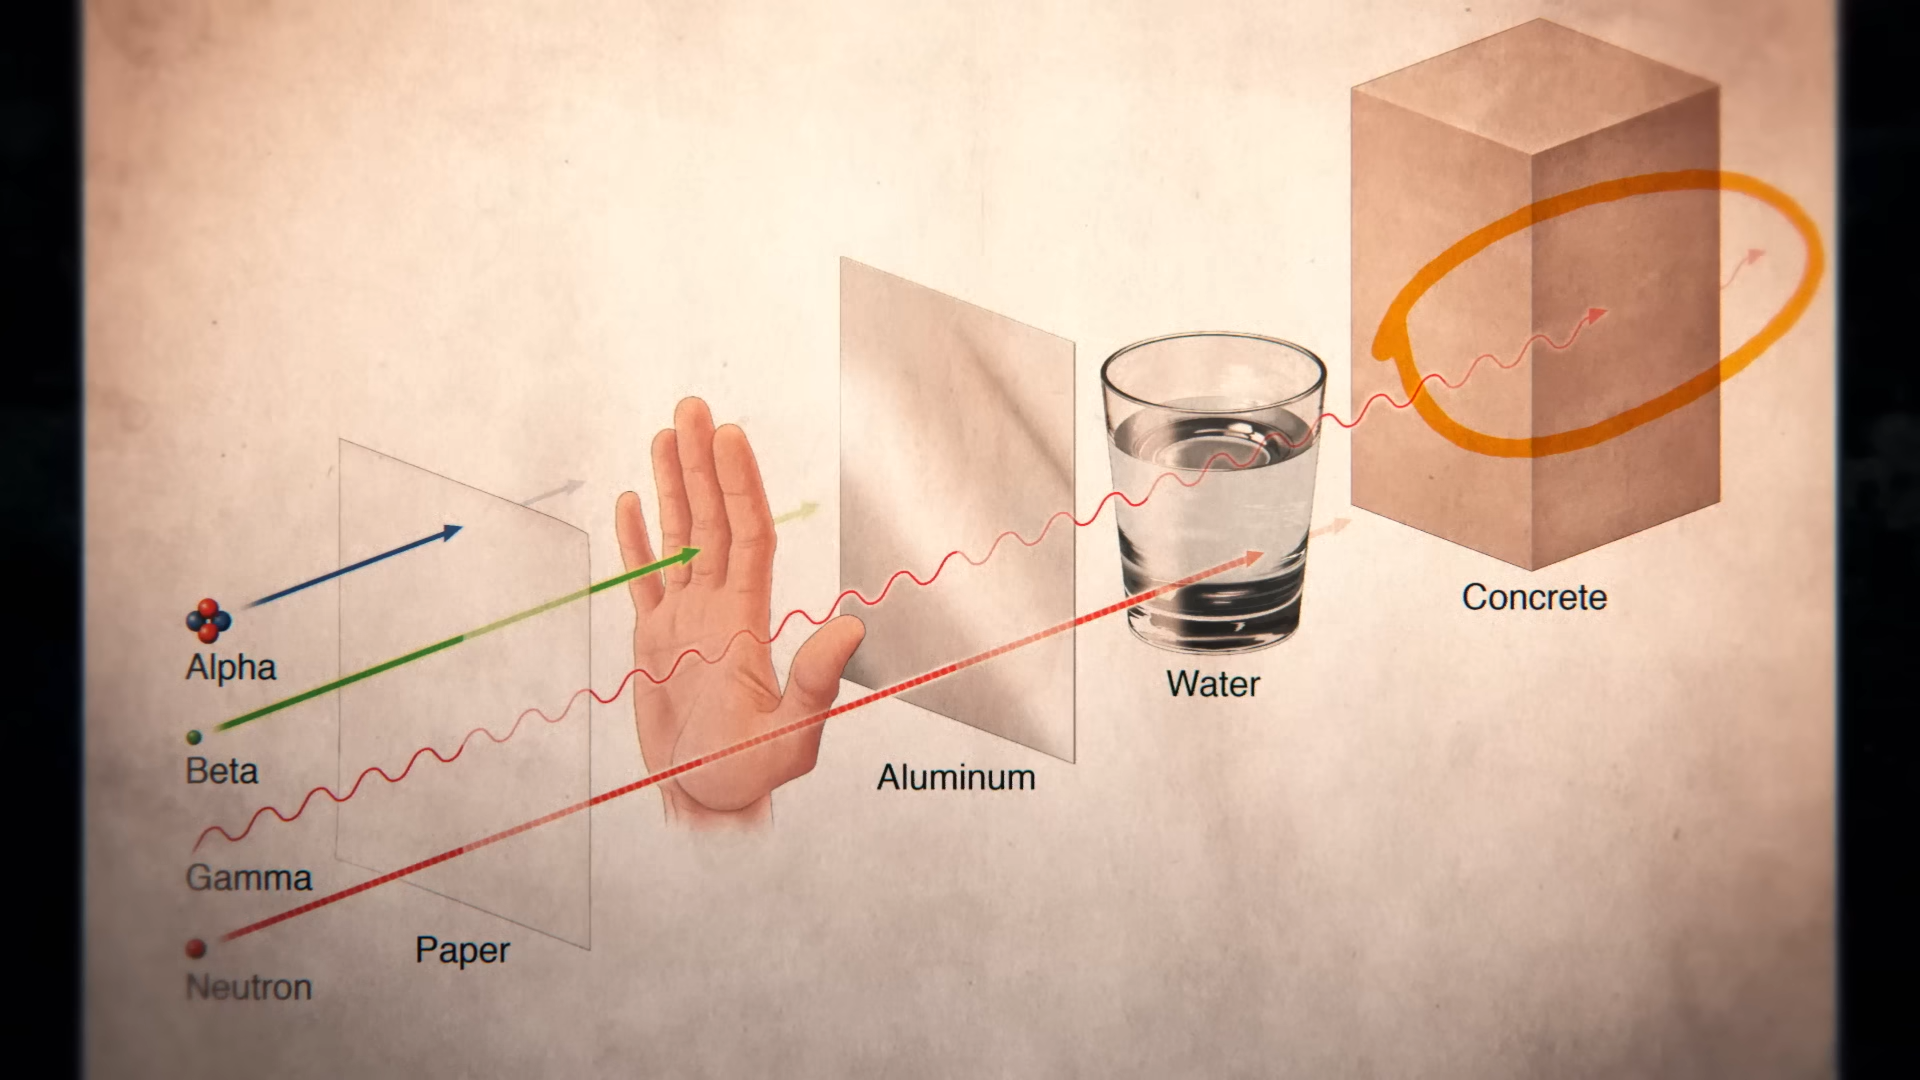 Alpha
Beta
Gamma
Neutron
Paper
Aluminum
Water
Concrete